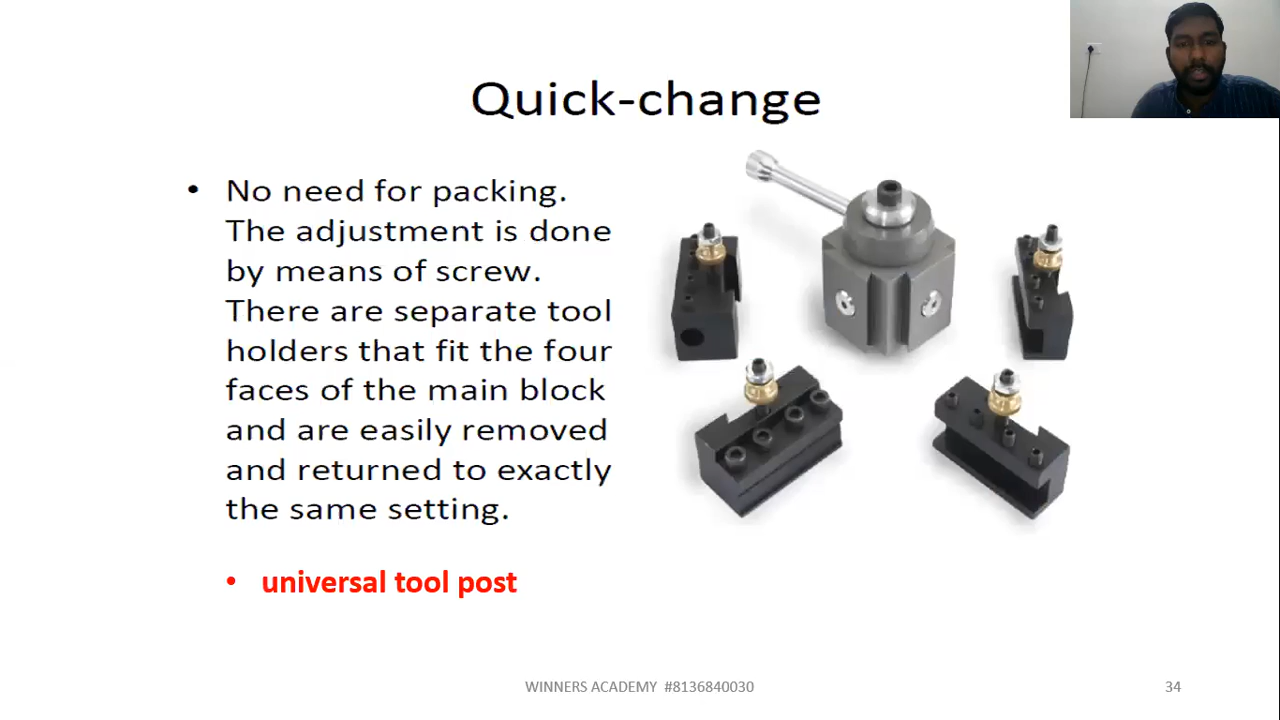 Quick-change
• No need for packing.
The adjustment is done
by means of screw.
There are separate tool
holders that fit the four
faces of the main block
and are easily removed
and returned to exactly
the same setting.
• universal tool post
WINNERS ACADEMY #8136840030
34